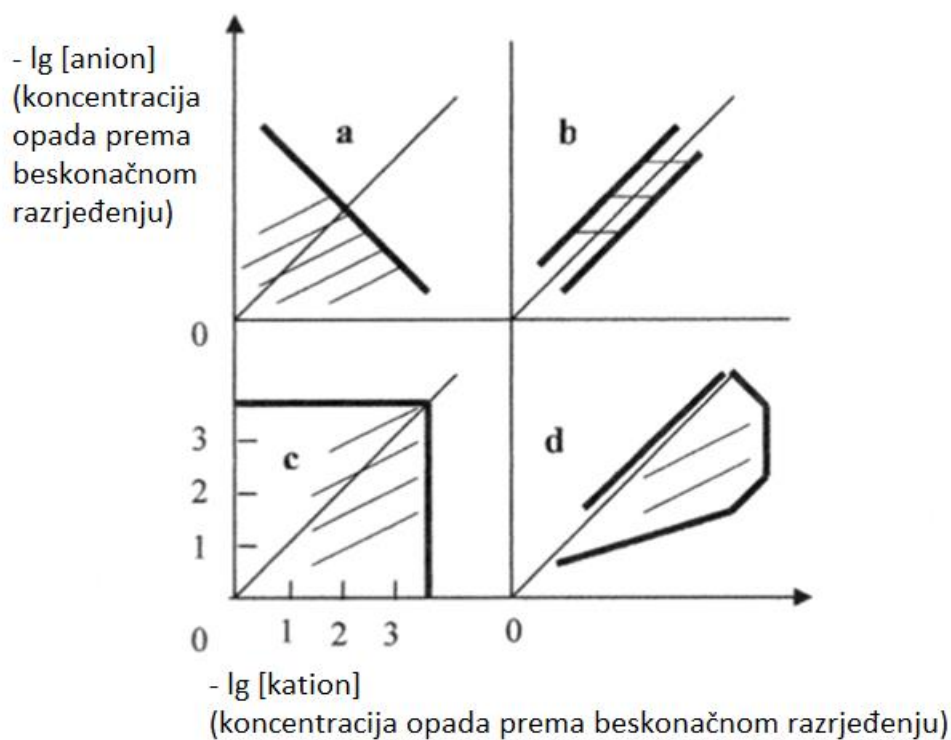 - lg [anion]
(koncentracija
opada prema
beskonačnom
razrjeđenju)
a
b
0
c
d
3
2
1
0
1
2
3
0
- lg [kation]
(koncentracija opada prema beskonačnom razrjeđenju)